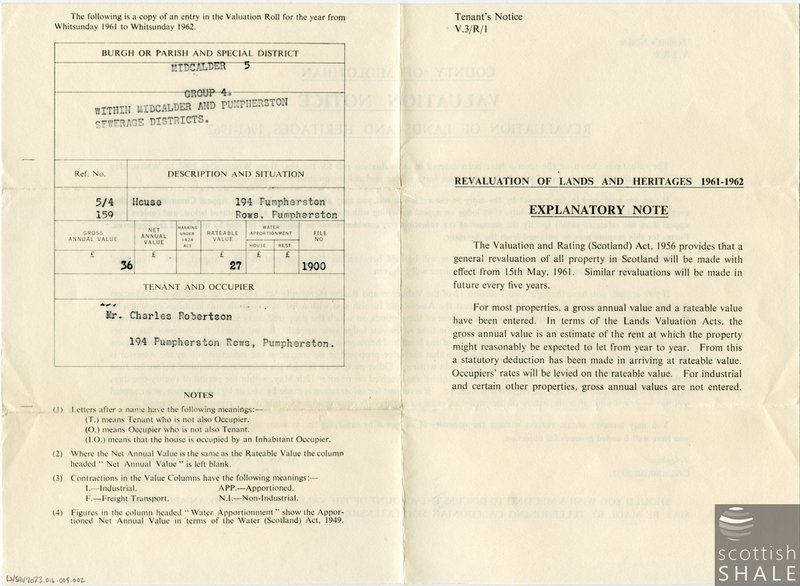 The following is a copy of an entry in the Valuation Roll for the year from
Whitsunday 1961 to Whitsunday 1962.
BURGH OR PARISH AND SPECIAL DISTRICT
MIDCALDER 5
GROUP 4.
WITHIN MIDCALDER AND PUMPHERSTON
SEWERAGE DISTRICTS.
Ref. No. DESCRIPTION AND SITUATION
5/4 House 194 Pumpherston
159 Rows, Pumpherston
GROSS ANNUAL VALUE NET ANNUAL VALUE MARKING UNDER 1928 ACT RATEABLE VALUE WATER APPORTIONMENT HOUSE REST FILE NO
£ £ £ £ £
36 27 1900
TENANT AND OCCUPIER
Mr. Charles Robertson
194 Pumpherston Rows, Pumpherston.
NOTES
(1) Letters after a name have the following meanings:—
(T.) means Tenant who is not also Occupier.
(O.) means Occupier who is not also Tenant.
(I.O.) means that the house is occupied by an Inhabitant Occupier.
(2) Where the Net Annual Value is the same as the Rateable Value the column
headed " Net Annual Value " is left blank.
(3) Contractions in the Value Columns have the following meanings:—
I.—Industrial. APP.—Apportioned.
F.—Freight Transport. N.I.—Non-Industrial.
(4) Figures in the column headed " Water Apportionment " show the Appor-
tioned Net Annual Value in terms of the Water (Scotland) Act, 1949.
LVSAV2023.016.005.002
Tenant's Notice
V.3/R/1
REVALUATION OF LANDS AND HERITAGES 1961-1962
EXPLANATORY NOTE
The Valuation and Rating (Scotland) Act, 1956 provides that a
general revaluation of all property in Scotland will be made with
effect from 15th May, 1961. Similar revaluations will be made in
future every five years.
For most properties, a gross annual value and a rateable value
have been entered. In terms of the Lands Valuation Acts, the
gross annual value is an estimate of the rent at which the property
might reasonably be expected to let from year to year. From this
a statutory deduction has been made in arriving at rateable value.
Occupiers' rates will be levied on the rateable value. For industrial
and certain other properties, gross annual values are not entered.
scottish
SHALE